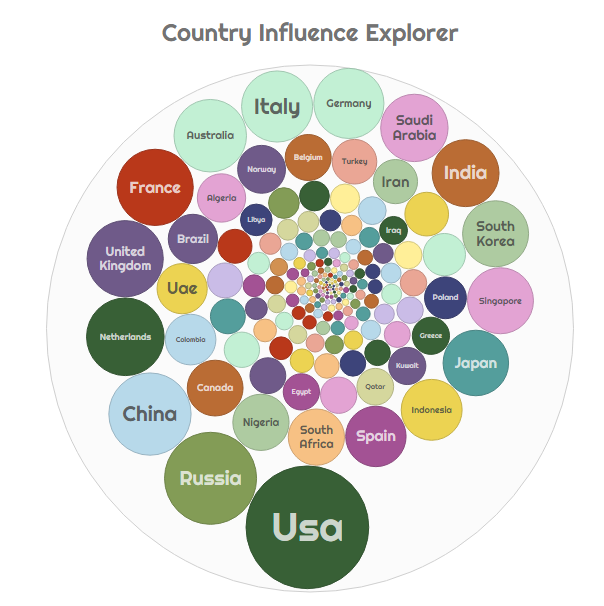 Country Influence Explorer
Italy
Germany
Australia
Saudi
Arabia
Norway
Belgium
Turkey
India
France
Algeria
Iran
Libya
Iraq
South
Korea
United
Kingdom
Brazil
Uae
Poland
Singapore
Netherlands
Colombia
Greece
Japan
Kuwait
Canada
Egypt
Qatar
China
Nigeria
South
Africa
Spain
Indonesia
Russia
Usa